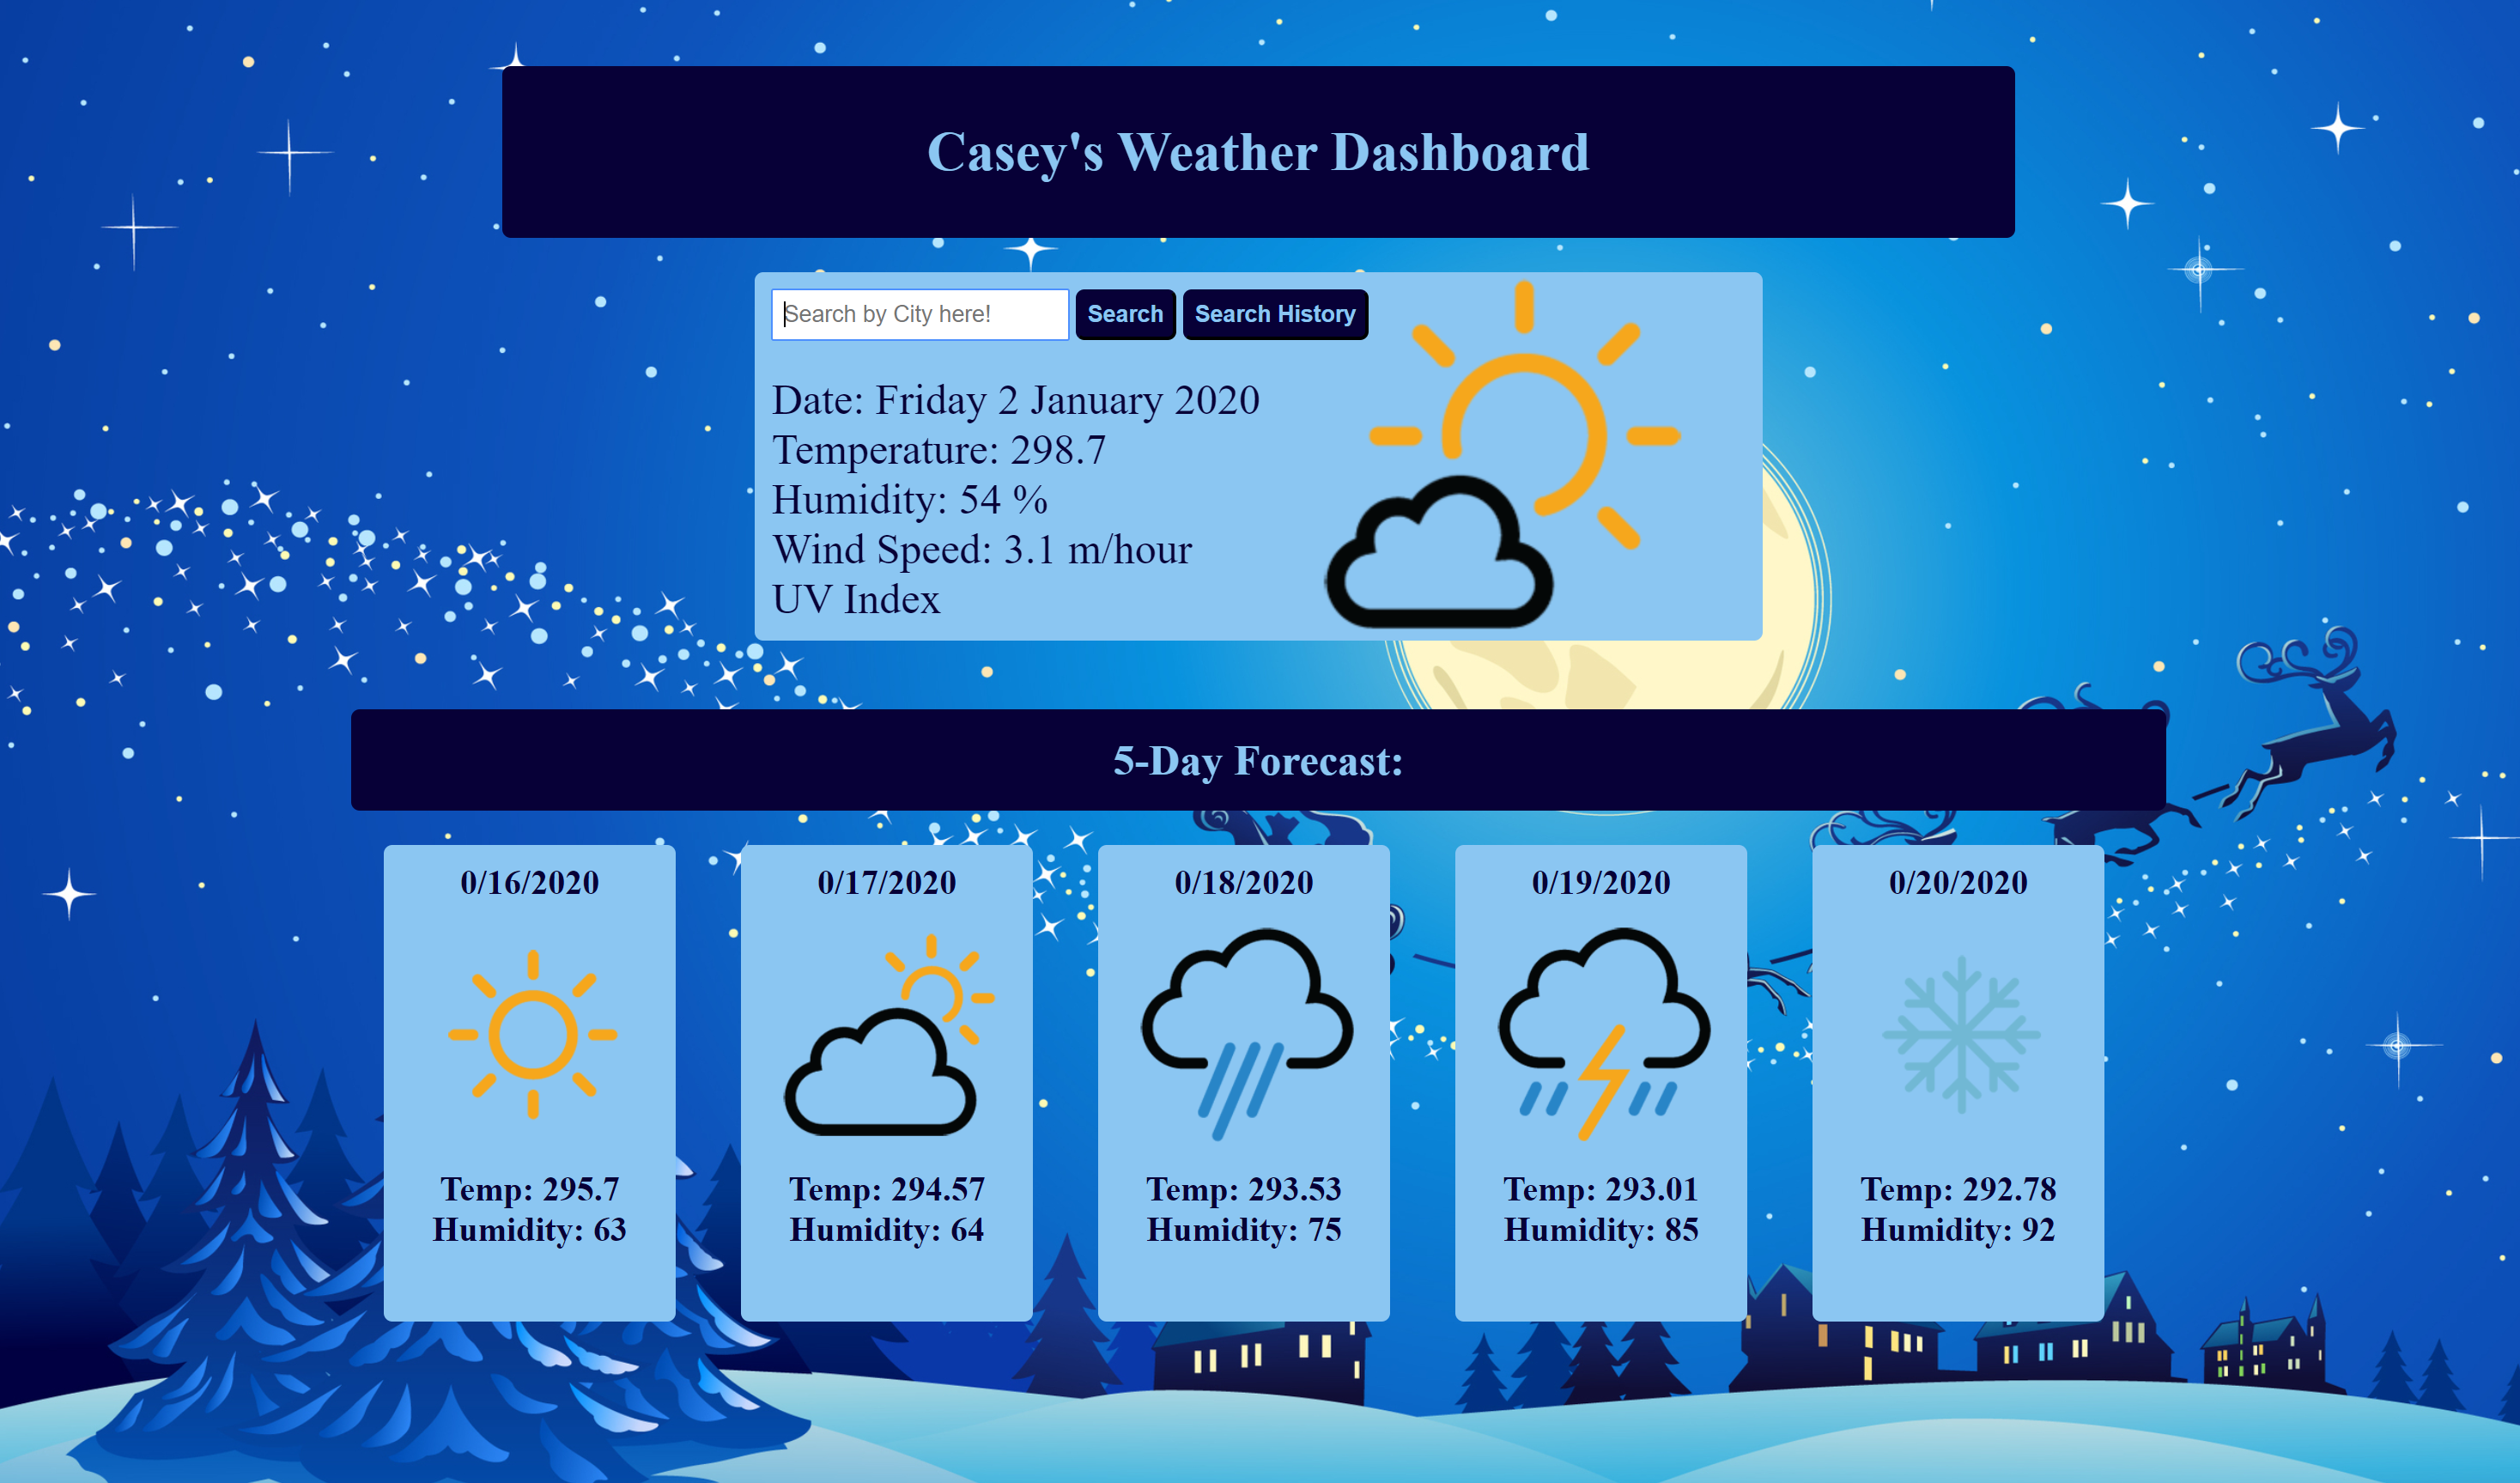 Casey's Weather Dashboard
Search by City here! Search Search History
Date: Friday 2 January 2020
Temperature: 298.7
Humidity: 54 %
Wind Speed: 3.1 m/hour
UV Index
5-Day Forecast:
0/16/2020
Temp: 295.7
Humidity: 63
0/17/2020
Temp: 294.57
Humidity: 64
0/18/2020
Temp: 293.53
Humidity: 75
0/19/2020
Temp: 293.01
Humidity: 85
0/20/2020
Temp: 292.78
Humidity: 92